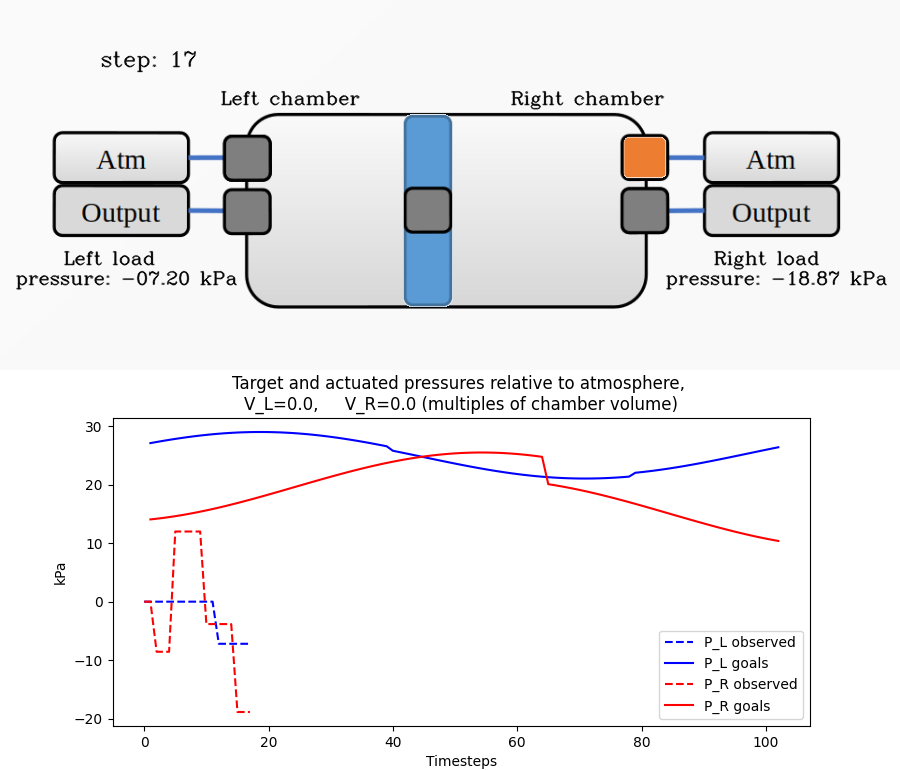 step: 17
Left chamber
Right chamber
Atm
Atm
Output
Output
Left load
pressure: -07.20 kPa
Right load
pressure: -18.87 kPa
Target and actuated pressures relative to atmosphere,
V_L=0.0, V_R=0.0 (multiples of chamber volume)
30
20
10
0
−10
−20
kPa
P_L observed
P_L goals
P_R observed
P_R goals
0
20
40
60
80
100
Timesteps